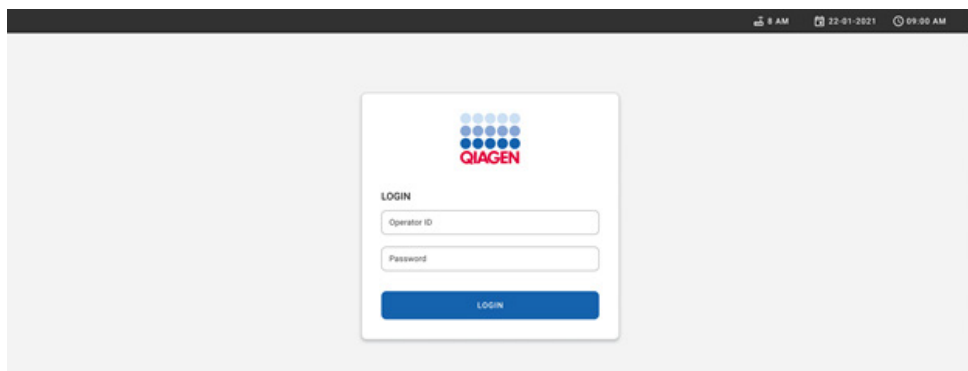 8 AM 22-01-2021 09:00 AM
QIAGEN
LOGIN
Operator ID
Password
LOGIN